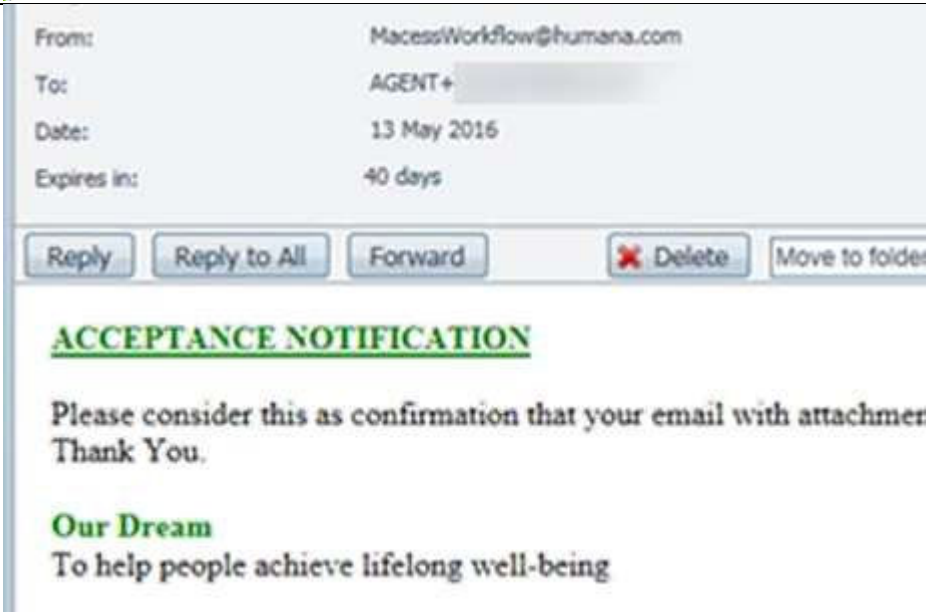 From: MacessWorkflow@humana.com
To: AGENT+
Date: 13 May 2016
Expires in: 40 days
Reply Reply to All Forward Delete Move to folder
ACCEPTANCE NOTIFICATION
Please consider this as confirmation that your email with attachmen
Thank You.
Our Dream
To help people achieve lifelong well-being